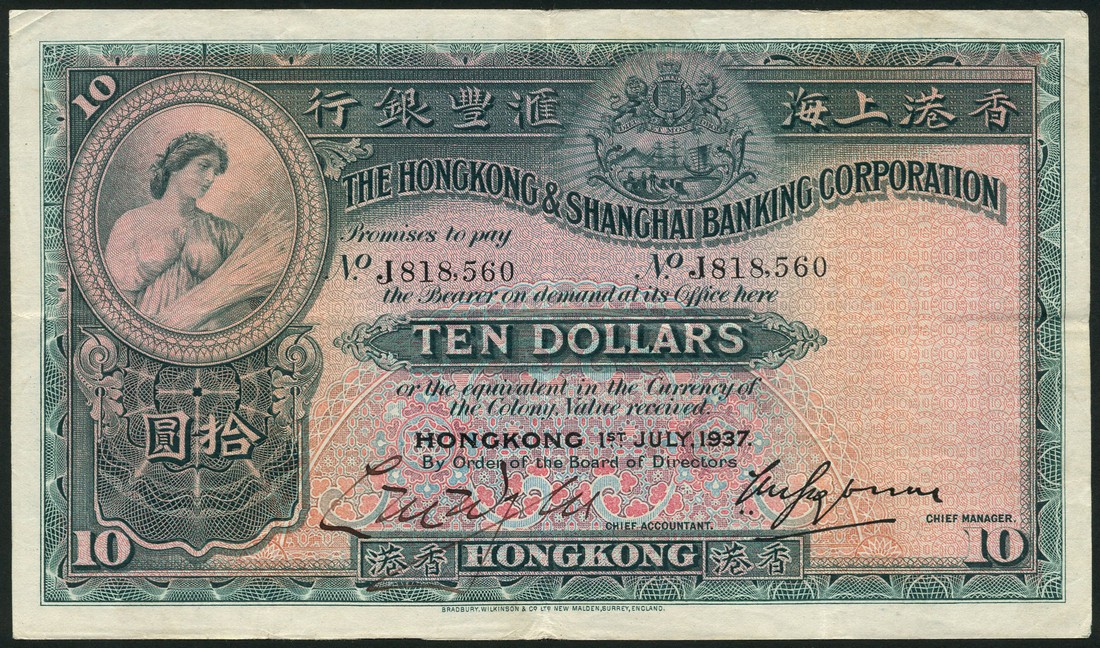 10
行銀豐滙 海上港香
THE HONGKONG & SHANGHAI BANKING CORPORATION
Promises to pay
No. J818,560 No. J818,560
the Bearer on demand at its Office here
TEN DOLLARS
or the equivalent in the Currency of
the Colony, Value received.
圓拾
HONGKONG 1ST JULY, 1937.
By Order of the Board of Directors
CHIEF ACCOUNTANT.
CHIEF MANAGER.
10 港香 HONGKONG 港香 10
BRADBURY, WILKINSON & CO LTD. NEW MALDEN, SURREY, ENGLAND.